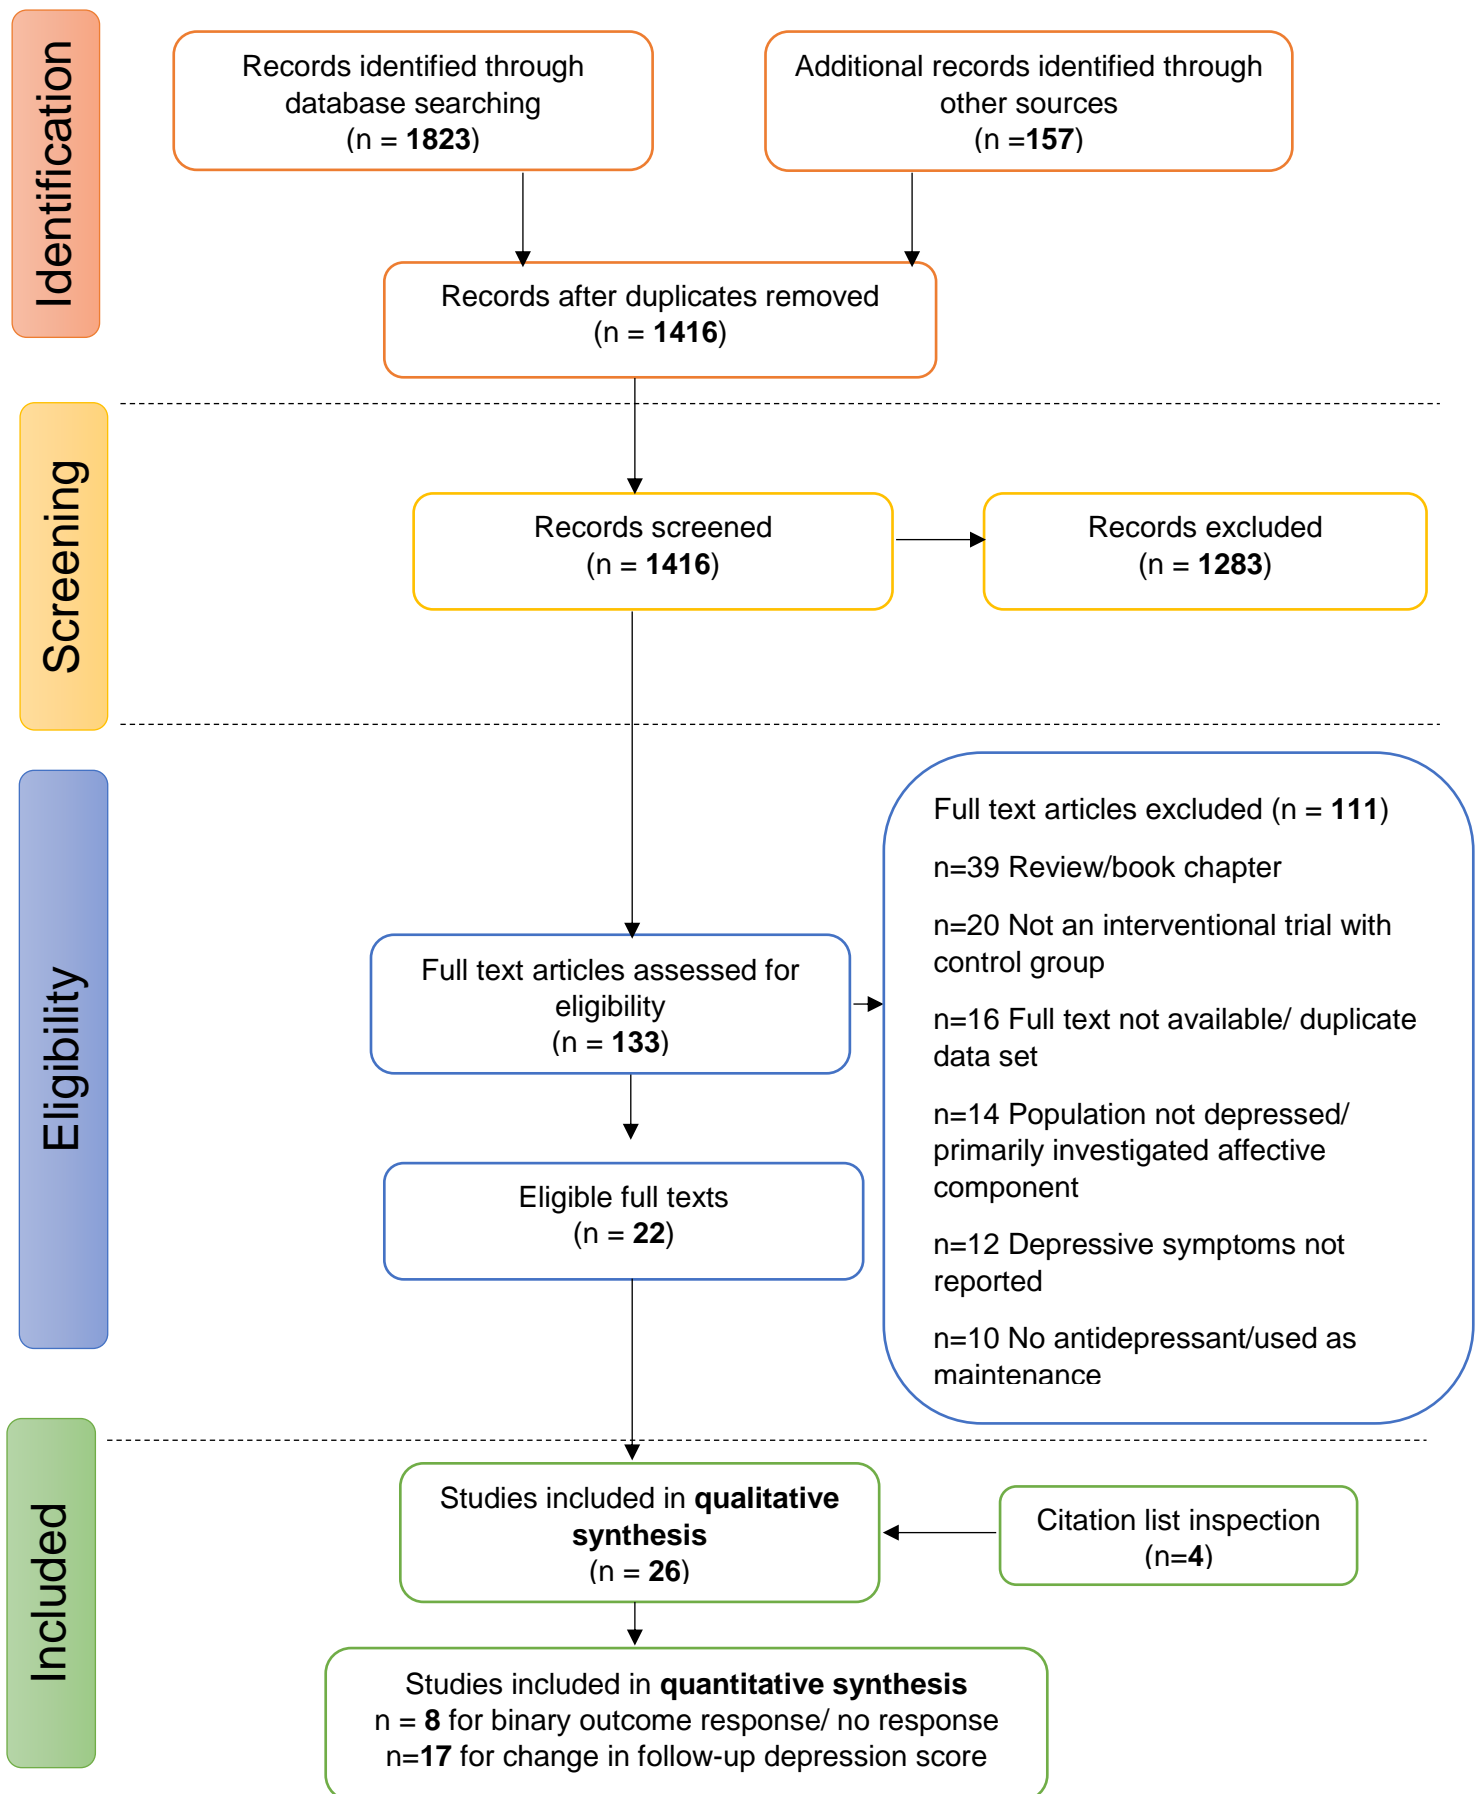 Identification
Records identified through
database searching
(n = 1823)
Additional records identified through
other sources
(n =157)
Records after duplicates removed
(n = 1416)
Screening
Records screened
(n = 1416)
Records excluded
(n = 1283)
Eligibility
Full text articles assessed for
eligibility
(n = 133)
Full text articles excluded (n = 111)
n=39 Review/book chapter
n=20 Not an interventional trial with
control group
n=16 Full text not available/ duplicate
data set
n=14 Population not depressed/
primarily investigated affective
component
n=12 Depressive symptoms not
reported
n=10 No antidepressant/used as
maintenance
Eligible full texts
(n = 22)
Included
Studies included in qualitative
synthesis
(n = 26)
Citation list inspection
(n=4)
Studies included in quantitative synthesis
n = 8 for binary outcome response/ no response
n=17 for change in follow-up depression score